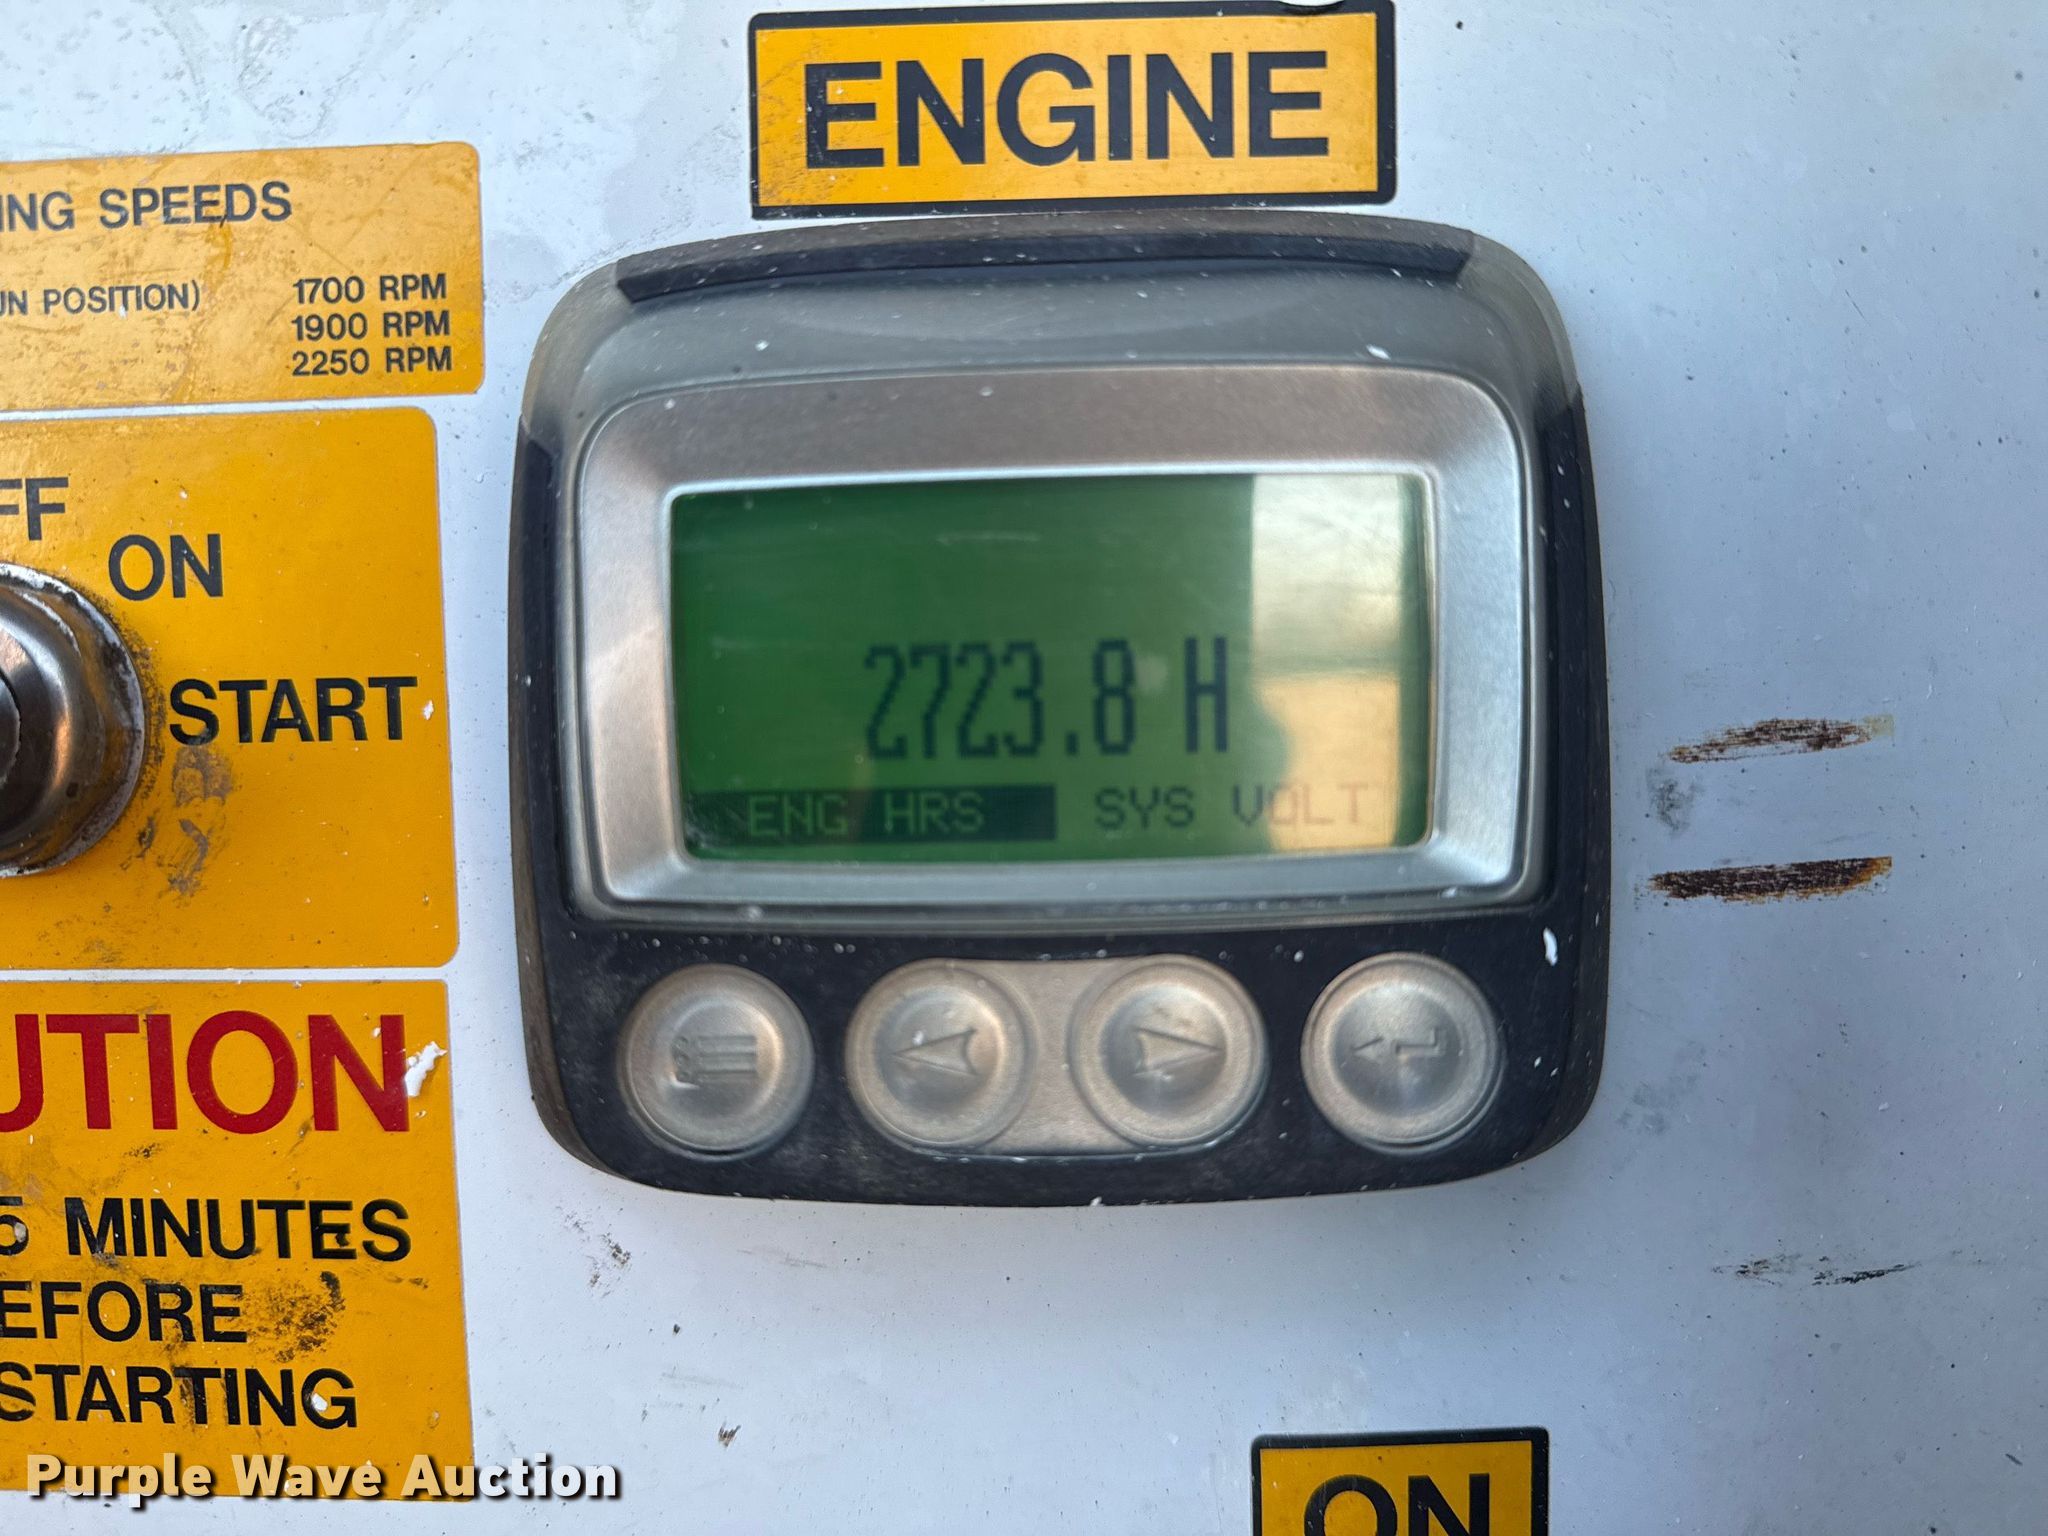 ENGINE
ING SPEEDS
UN POSITION) 1700 RPM
1900 RPM
2250 RPM
FF
ON
START
2723.8 H
ENG HRS SYS VOLT
UTION
5 MINUTES
EFORE
STARTING
ON
Purple Wave Auction